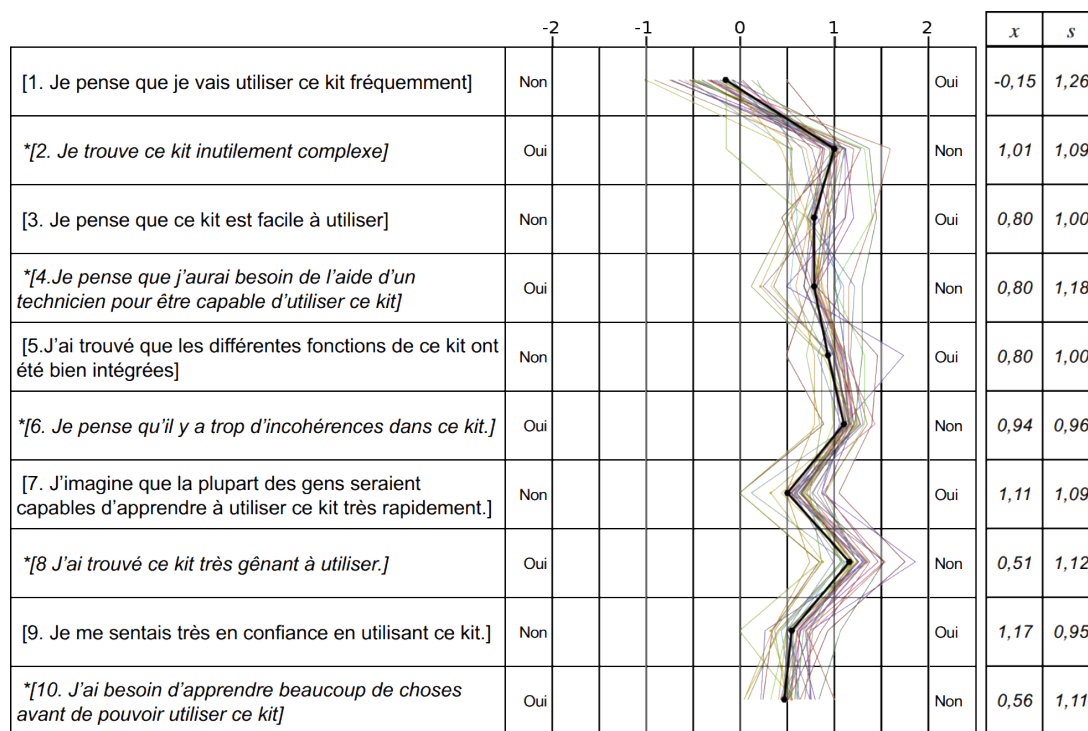 -2 -1 0 1 2 x s
[1. Je pense que je vais utiliser ce kit fréquemment] Non Oui -0,15 1,26
*[2. Je trouve ce kit inutilement complexe] Oui Non 1,01 1,09
[3. Je pense que ce kit est facile à utiliser] Non Oui 0,80 1,00
*[4.Je pense que j'aurai besoin de l'aide d'un
technicien pour être capable d'utiliser ce kit] Oui Non 0,80 1,18
[5.J'ai trouvé que les différentes fonctions de ce kit ont
été bien intégrées] Non Oui 0,80 1,00
*[6. Je pense qu'il y a trop d'incohérences dans ce kit.] Oui Non 0,94 0,96
[7. J'imagine que la plupart des gens seraient
capables d'apprendre à utiliser ce kit très rapidement.] Non Oui 1,11 1,09
*[8 J'ai trouvé ce kit très gênant à utiliser.] Oui Non 0,51 1,12
[9. Je me sentais très en confiance en utilisant ce kit.] Non Oui 1,17 0,95
*[10. J'ai besoin d'apprendre beaucoup de choses
avant de pouvoir utiliser ce kit] Oui Non 0,56 1,11